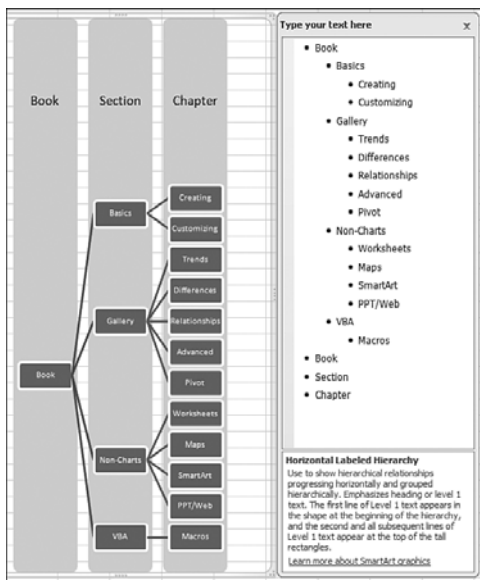 Book
Section
Chapter
Creating
Basics
Customizing
Trends
Differences
Gallery
Relationships
Advanced
Book
Pivot
Worksheets
Maps
Non-Charts
SmartArt
PPT/Web
VBA
Macros
Type your text here
x
• Book
• Basics
• Creating
• Customizing
• Gallery
• Trends
• Differences
• Relationships
• Advanced
• Pivot
• Non-Charts
• Worksheets
• Maps
• SmartArt
• PPT/Web
• VBA
• Macros
• Book
• Section
• Chapter
Horizontal Labeled Hierarchy
Use to show hierarchical relationships
progressing horizontally and grouped
hierarchically. Emphasizes heading or level 1
text. The first line of Level 1 text appears in
the shape at the beginning of the hierarchy,
and the second and all subsequent lines of
Level 1 text appear at the top of the tall
rectangles.
Learn more about SmartArt graphics